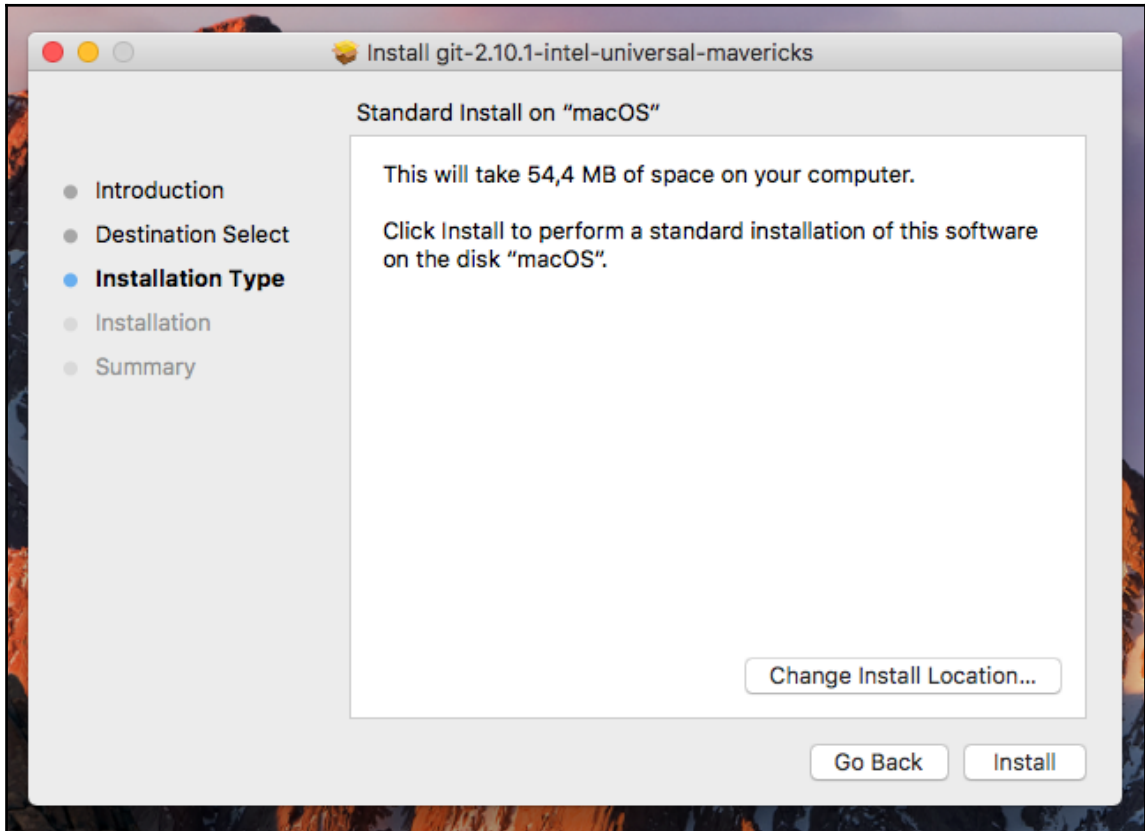 Install git-2.10.1-intel-universal-mavericks
Standard Install on “macOS”
Introduction
Destination Select
Installation Type
Installation
Summary
This will take 54,4 MB of space on your computer.
Click Install to perform a standard installation of this software
on the disk “macOS”.
Change Install Location...
Go Back
Install